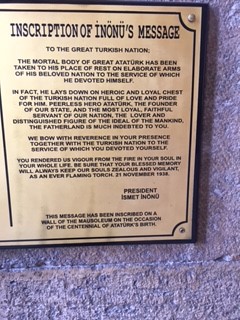 INSCRIPTION OF İNÖNÜ'S MESSAGE
TO THE GREAT TURKISH NATION;
THE MORTAL BODY OF GREAT ATATÜRK HAS BEEN
TAKEN TO HIS PLACE OF REST ON ELABORATE ARMS
OF HIS BELOVED NATION TO THE SERVICE OF WHICH
HE DEVOTED HIMSELF.
IN FACT, HE LAYS DOWN ON HEROIC AND LOYAL CHEST
OF THE TURKISH NATION FULL OF LOVE AND PRIDE
FOR HIM. PEERLESS HERO ATATÜRK, THE FOUNDER
OF OUR STATE, AND THE MOST LOYAL, FAITHFUL
SERVANT OF OUR NATION, THE LOVER AND
DISTINGUISHED FIGURE OF THE IDEAL OF THE MANKIND,
THE FATHERLAND IS MUCH INDESTED TO YOU.
WE BOW WITH REVERENCE IN YOUR PRESENCE
TOGETHER WITH THE TURKISH NATION TO THE
SERVICE OF WHICH YOU DEVOTED YOURSELF.
YOU RENDERED US VIGOUR FROM THE FIRE IN YOUR SOUL IN
YOUR WHOLE LIFE. BE SURE THAT YOUR BLESSED MEMORY
WILL ALWAYS KEEP OUR SOULS ZEALOUS AND VIGILANT,
AS AN EVER FLAMING TORCH. 21 NOVEMBER 1938.
PRESIDENT
İSMET İNÖNÜ
THIS MESSAGE HAS BEEN INSCRIBED ON A
WALL OF THE MAUSOLEUM ON THE OCCASION
OF THE CENTENNIAL OF ATATÜRK'S BIRTH.